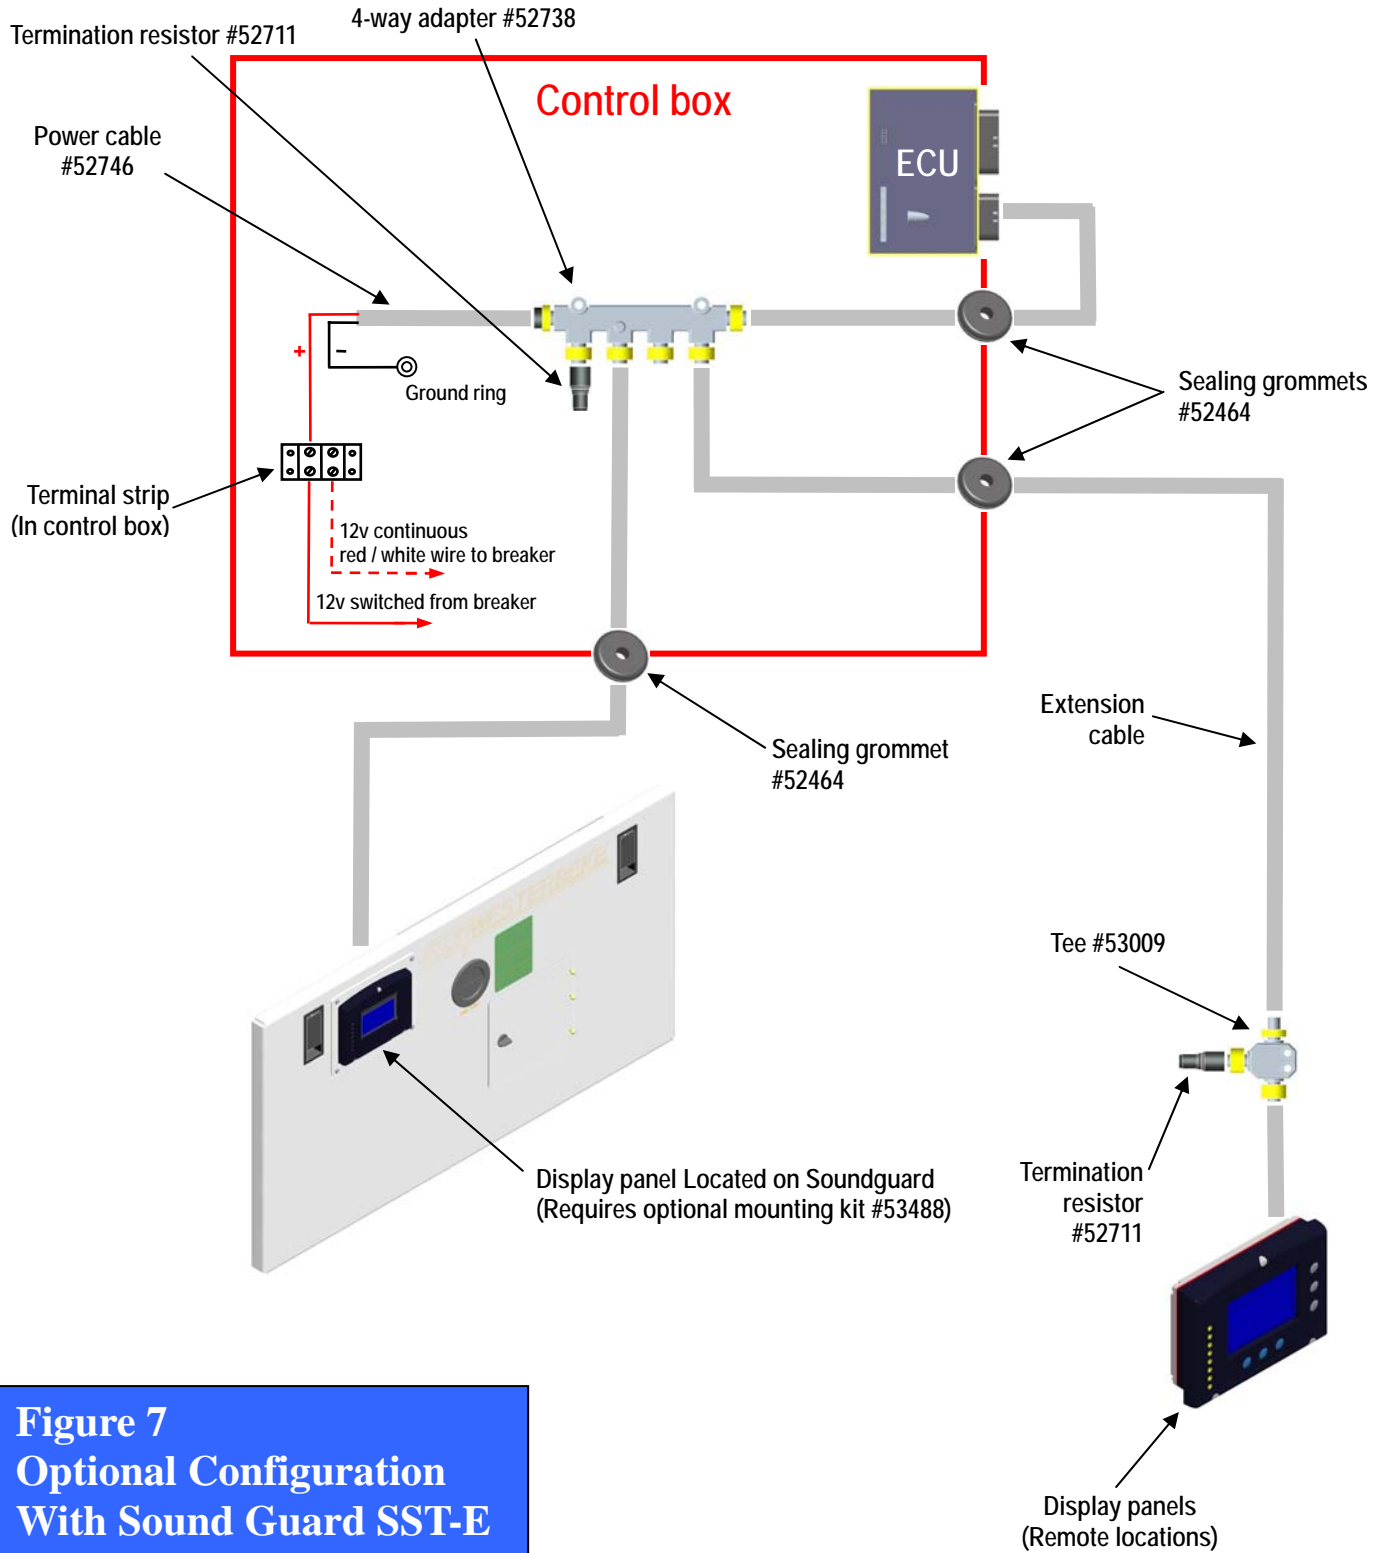 4-way adapter #52738
Termination resistor #52711
Control box
Power cable
#52746
ECU
+
–
Ground ring
Sealing grommets
#52464
Terminal strip
(In control box)
12v continuous
red / white wire to breaker
12v switched from breaker
Extension
cable
Sealing grommet
#52464
WESTERBEKE
Tee #53009
Display panel Located on Soundguard
(Requires optional mounting kit #53488)
Termination
resistor
#52711
Figure 7
Optional Configuration
With Sound Guard SST-E
Display panels
(Remote locations)